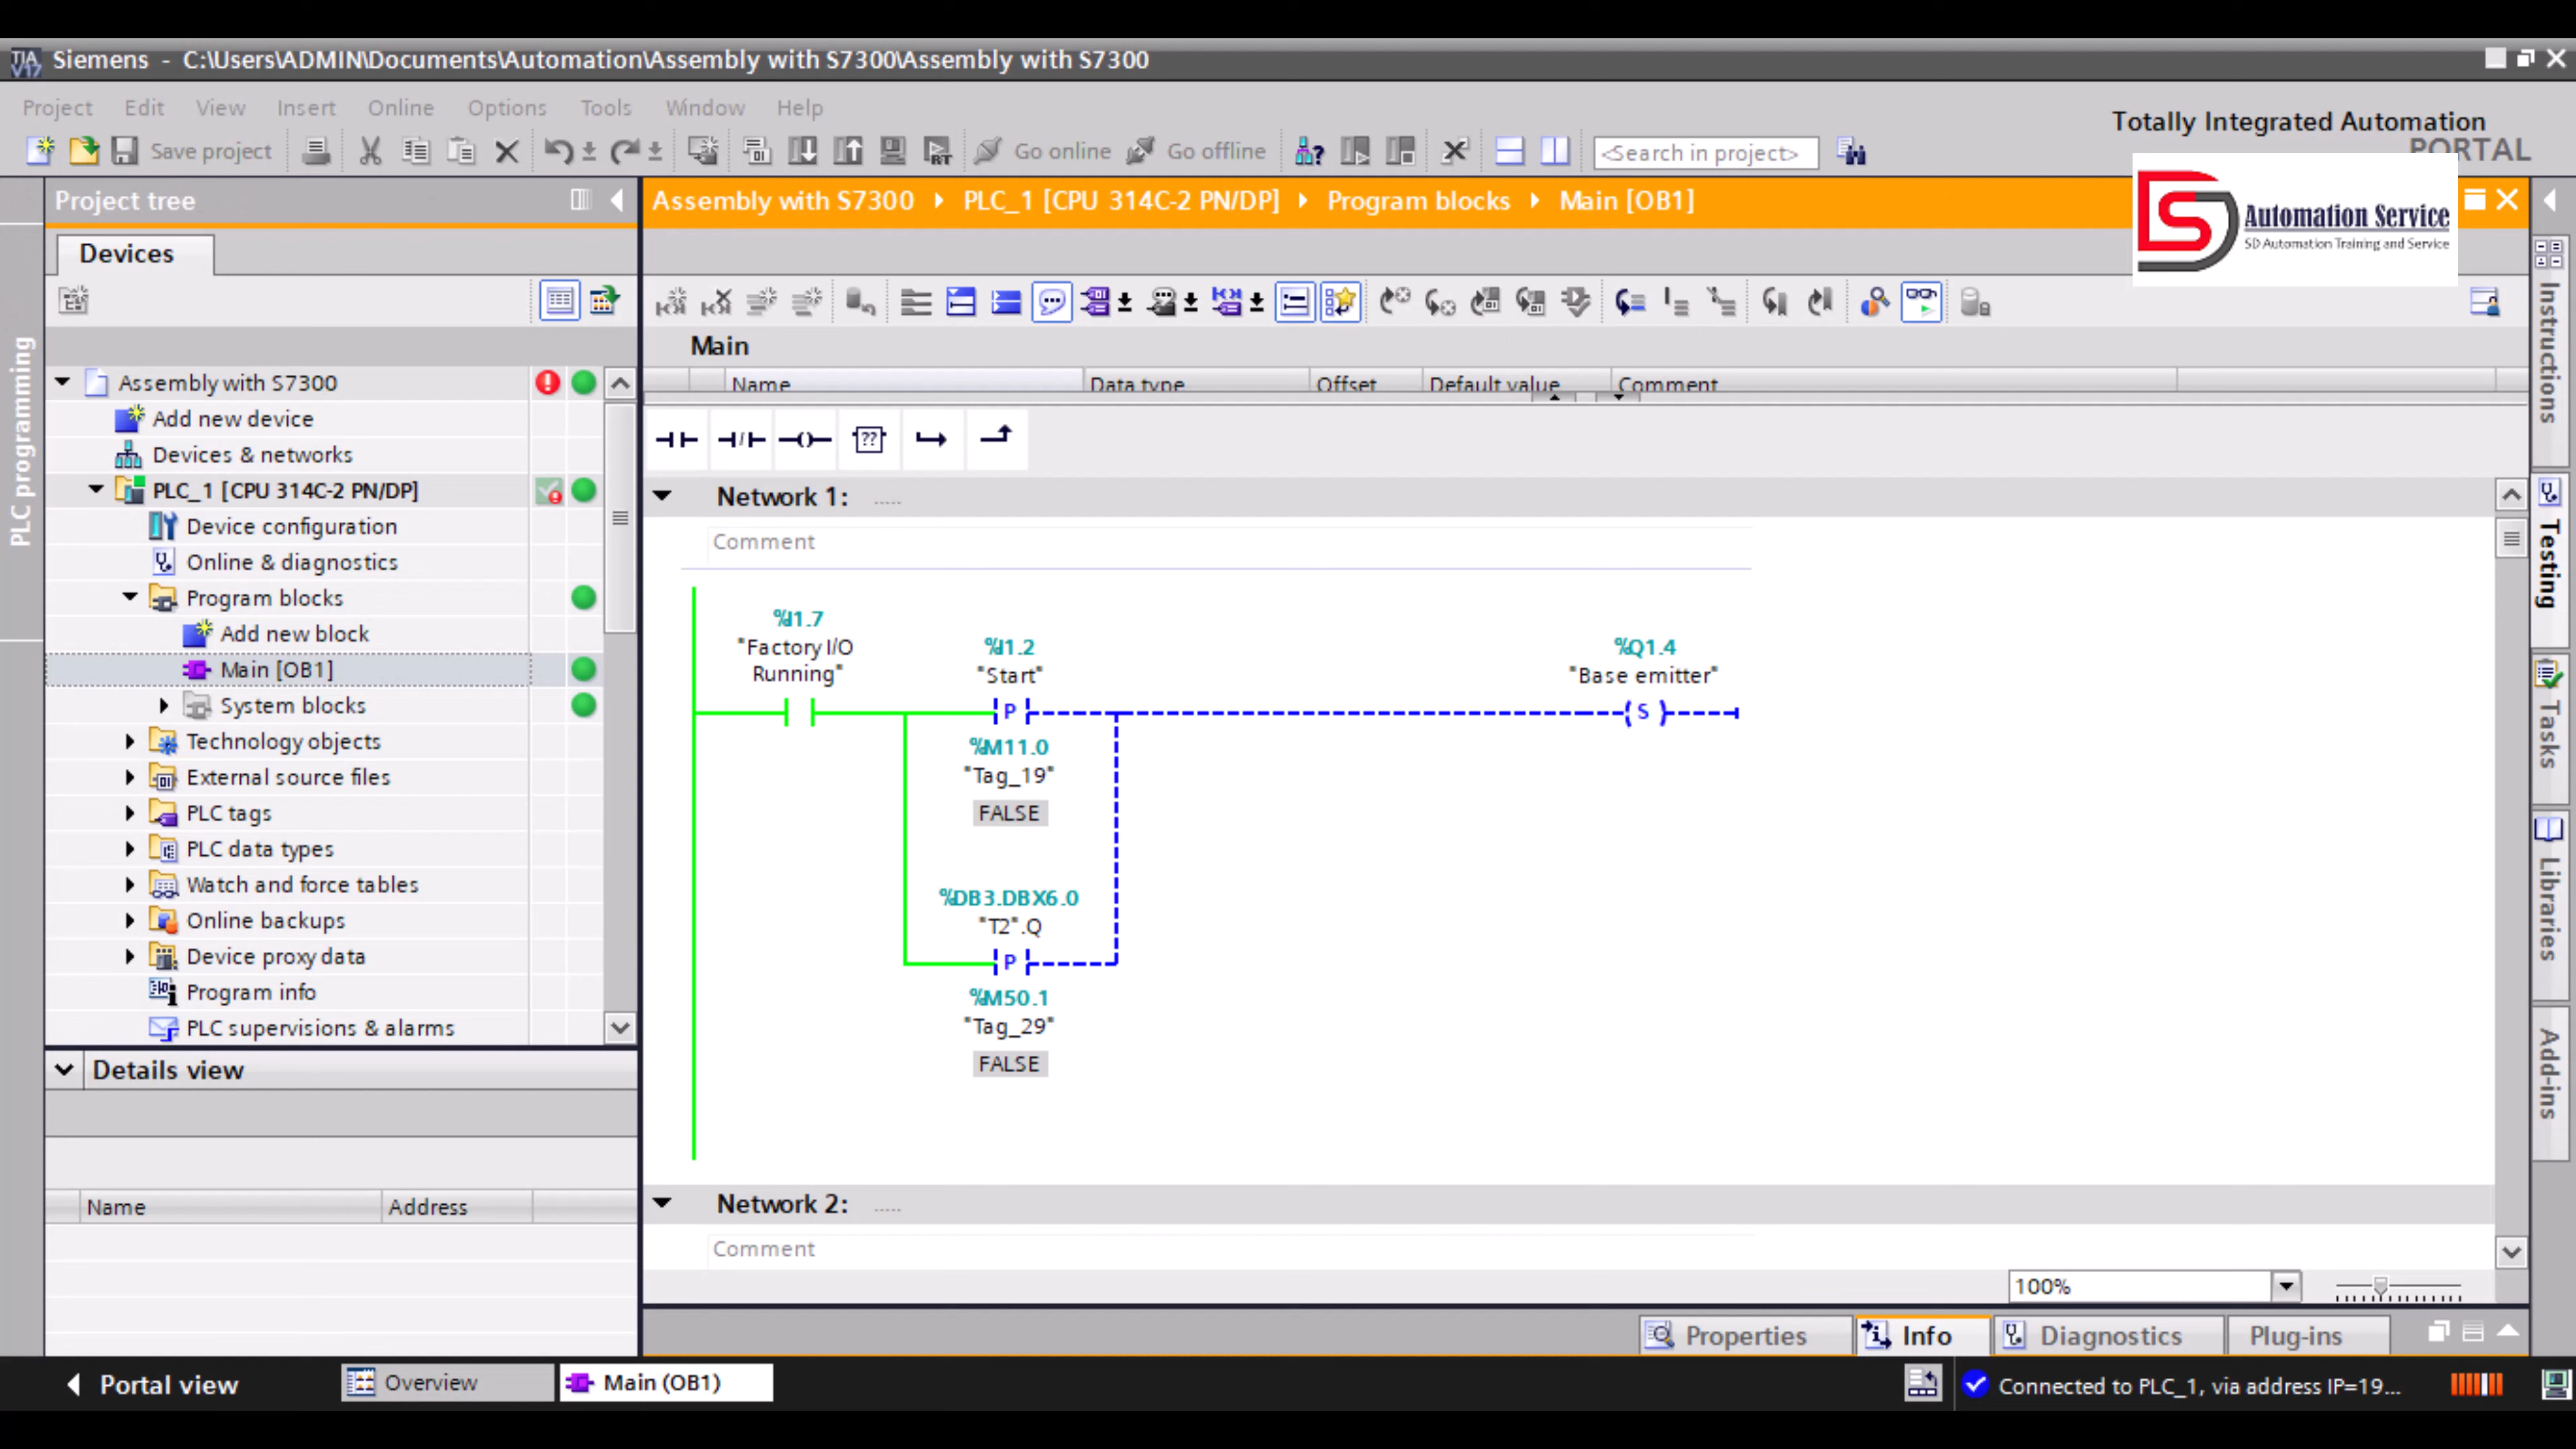 Siemens - C:\Users\ADMIN\Documents\Automation\Assembly with S7300\Assembly with S7300
Project Edit View Insert Online Options Tools Window Help
Totally Integrated Automation
PORTAL
Save project
Go online
Go offline
<Search in project>
Project tree
Assembly with S7300 PLC_1 [CPU 314C-2 PN/DP] Program blocks Main [OB1]
Automation Service
SD Automation Training and Service
Devices
PLC programming
Main
Name Data type Offset Default value Comment
Assembly with S7300
Add new device
Devices & networks
PLC_1 [CPU 314C-2 PN/DP]
Device configuration
Online & diagnostics
Program blocks
Add new block
Main [OB1]
System blocks
Technology objects
External source files
PLC tags
PLC data types
Watch and force tables
Online backups
Device proxy data
Program info
PLC supervisions & alarms
Details view
Name Address
??
Network 1: .....
Comment
%I1.7
"Factory I/O
Running"
%I1.2
"Start"
P
%M11.0
"Tag_19"
FALSE
%Q1.4
"Base emitter"
S
%DB3.DBX6.0
"T2".Q
P
%M50.1
"Tag_29"
FALSE
Network 2: .....
Comment
100%
Instructions
Testing
Tasks
Libraries
Add-ins
Properties Info Diagnostics Plug-ins
Portal view
Overview
Main (OB1)
Connected to PLC_1, via address IP=19...